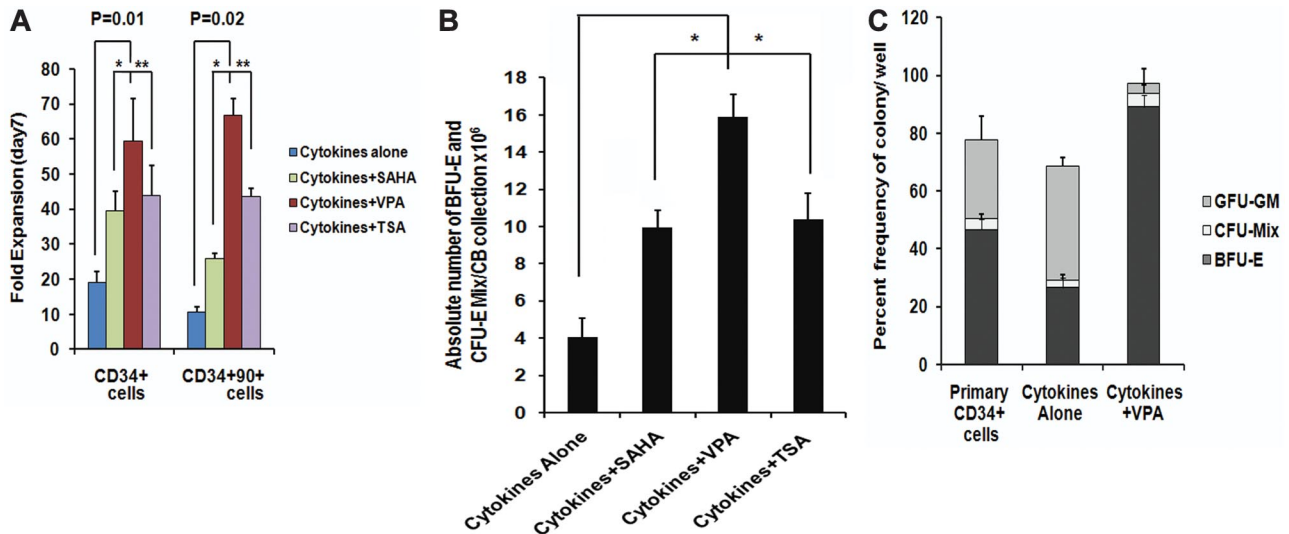 A
P=0.01 P=0.02
* ** * **
Fold Expansion (day7)
80
70
60
50
40
30
20
10
0
CD34+ cells
CD34+90+ cells
Cytokines alone
Cytokines+SAHA
Cytokines+VPA
Cytokines+TSA
B
* *
Absolute number of BFU-E and
CFU-E Mix/CB collection x10⁶
18
16
14
12
10
8
6
4
2
0
Cytokines Alone
Cytokines+SAHA
Cytokines+VPA
Cytokines+TSA
C
Percent frequency of colony/well
120
100
80
60
40
20
0
Primary
CD34+
cells
Cytokines
Alone
Cytokines
+VPA
GFU-GM
CFU-Mix
BFU-E